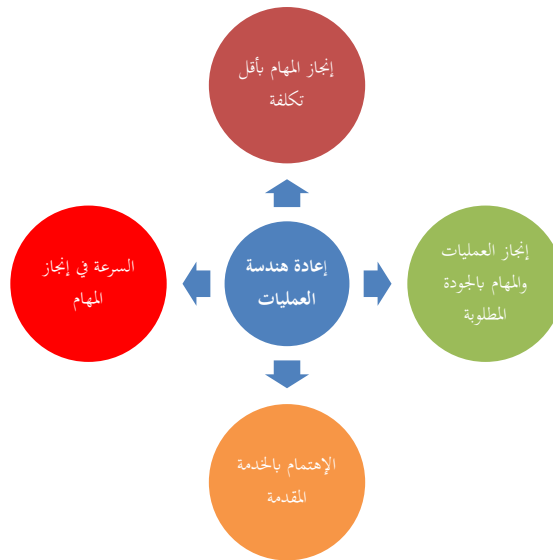 إنجاز المهام بأقل
تكلفة
إنجاز العمليات
والمهام بالجودة
المطلوبة
إعادة هندسة
العمليات
السرعة في إنجاز
المهام
الإهتمام بالخدمة
المقدمة